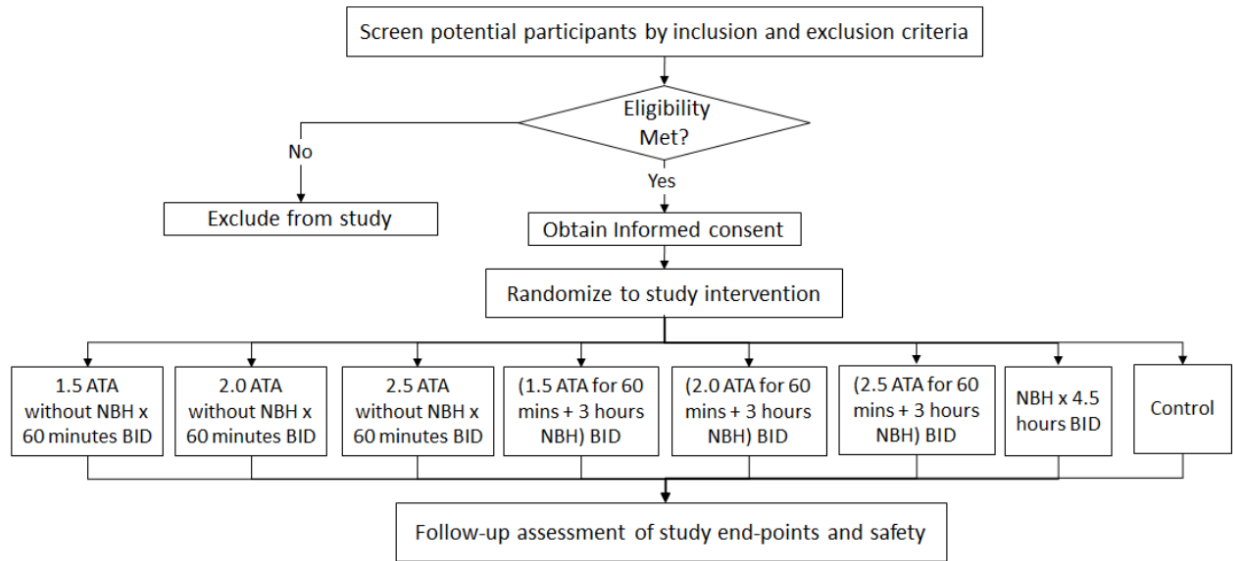 Screen potential participants by inclusion and exclusion criteria
Eligibility
Met?
No
Yes
Exclude from study
Obtain Informed consent
Randomize to study intervention
1.5 ATA
without NBH x
60 minutes BID
2.0 ATA
without NBH x
60 minutes BID
2.5 ATA
without NBH x
60 minutes BID
(1.5 ATA for 60
mins + 3 hours
NBH) BID
(2.0 ATA for 60
mins + 3 hours
NBH) BID
(2.5 ATA for 60
mins + 3 hours
NBH) BID
NBH x 4.5
hours BID
Control
Follow-up assessment of study end-points and safety